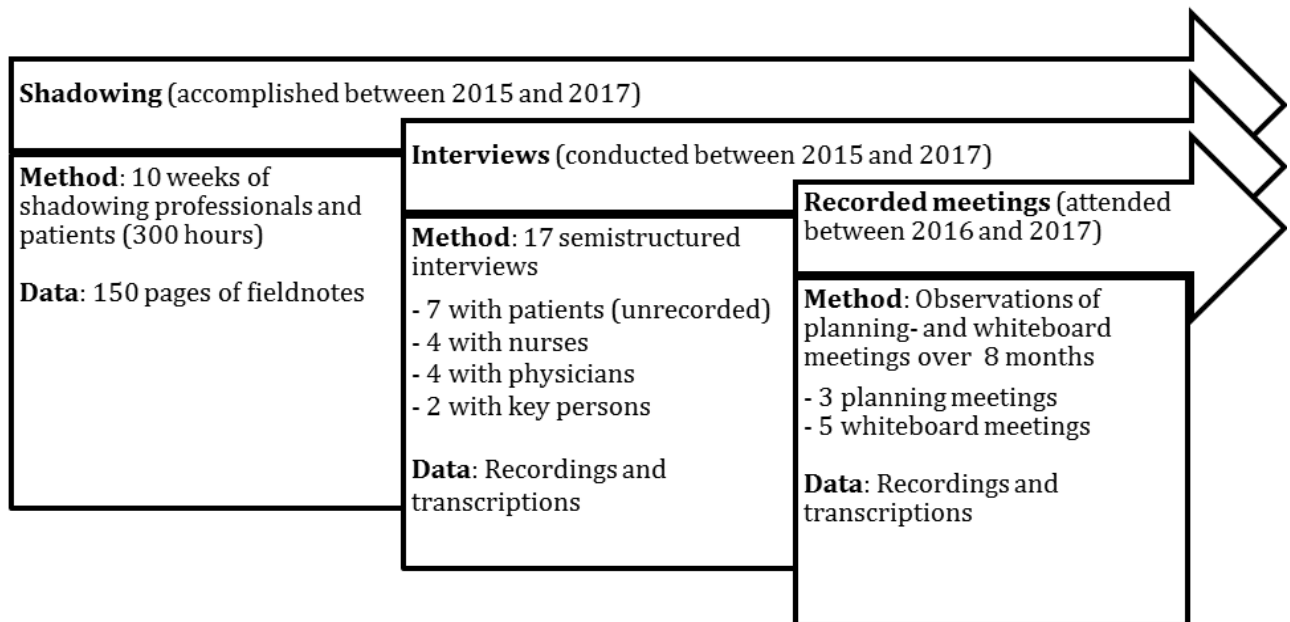 Shadowing (accomplished between 2015 and 2017)
Method: 10 weeks of
shadowing professionals and
patients (300 hours)
Data: 150 pages of fieldnotes
Interviews (conducted between 2015 and 2017)
Method: 17 semistructured
interviews
- 7 with patients (unrecorded)
- 4 with nurses
- 4 with physicians
- 2 with key persons
Data: Recordings and
transcriptions
Recorded meetings (attended
between 2016 and 2017)
Method: Observations of
planning- and whiteboard
meetings over 8 months
- 3 planning meetings
- 5 whiteboard meetings
Data: Recordings and
transcriptions